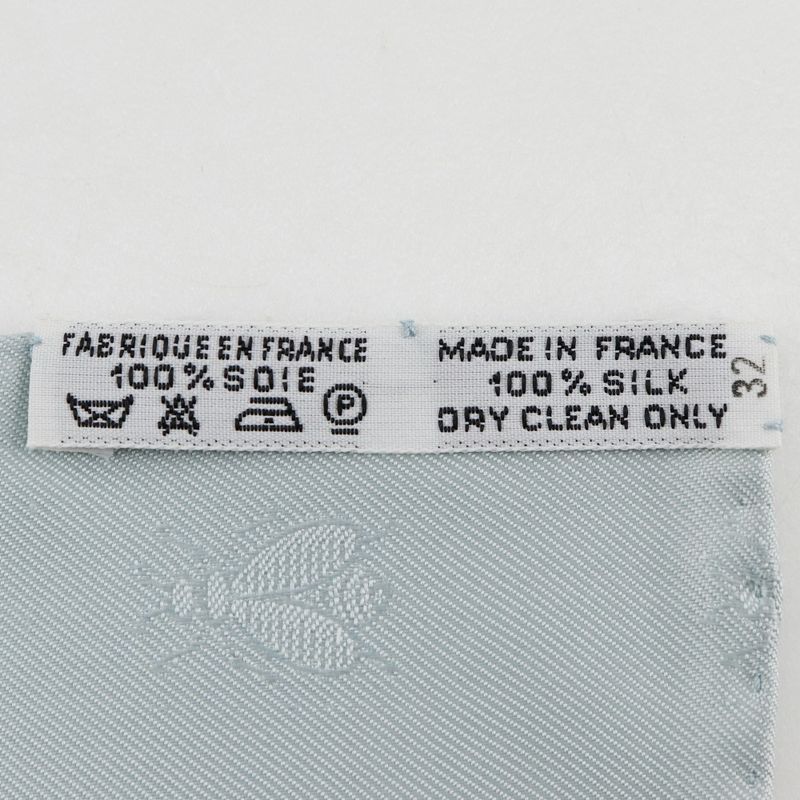 FABRIQUE EN FRANCE
100% SOIE
P
MADE IN FRANCE
100% SILK
DRY CLEAN ONLY
32